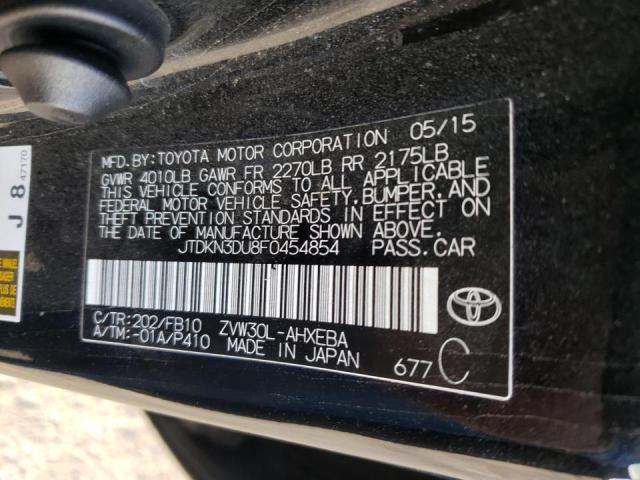 MFD.BY:TOYOTA MOTOR CORPORATION 05/15
GVWR 4010LB GAWR FR 2270LB RR 2175LB
THIS VEHICLE CONFORMS TO ALL APPLICABLE
FEDERAL MOTOR VEHICLE SAFETY,BUMPER,AND
THEFT PREVENTION STANDARDS IN EFFECT ON
THE DATE OF MANUFACTURE SHOWN ABOVE.
JTDKN3DU8F0454854 PASS.CAR
C/TR:202/FB10 ZVW30L-AHXEBA
A/TM:-01A/P410 MADE IN JAPAN
677 C
J 8 47170